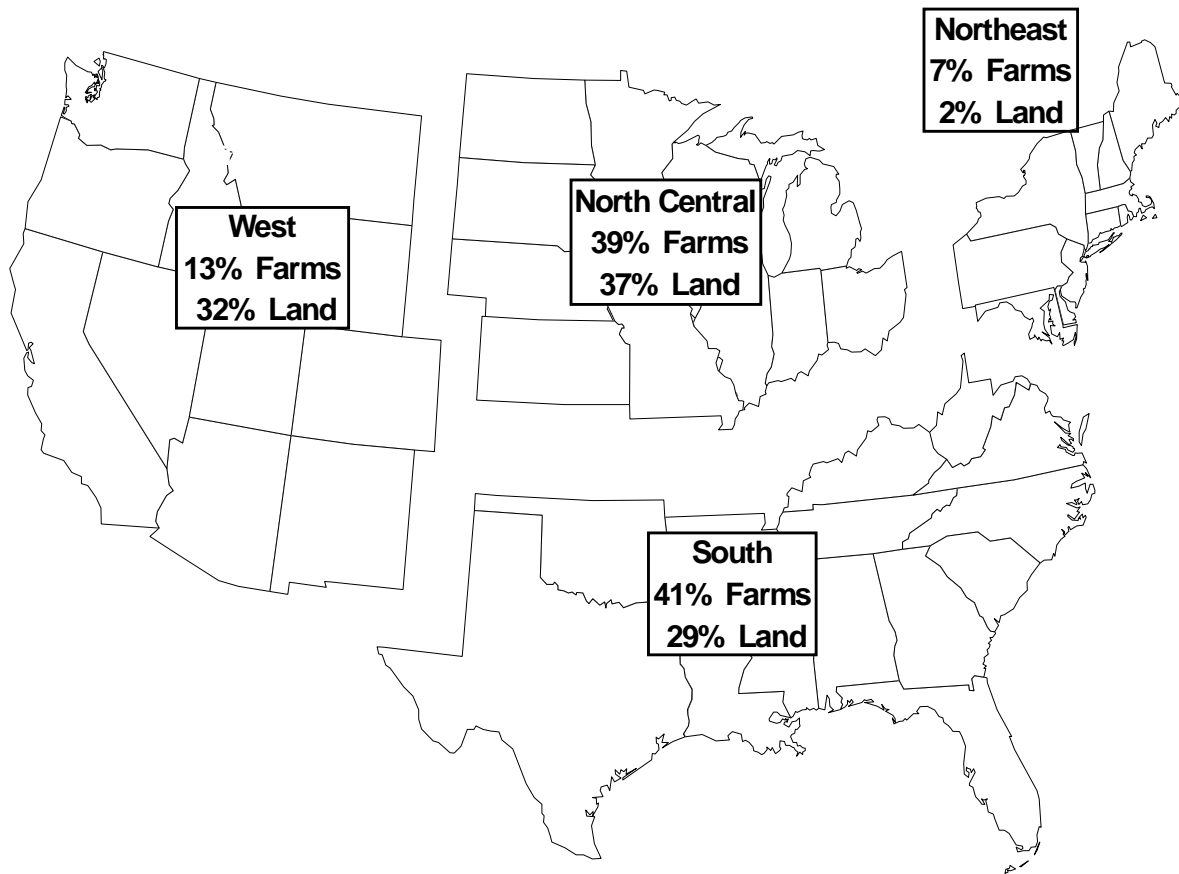 Northeast
7% Farms
2% Land
North Central
39% Farms
37% Land
West
13% Farms
32% Land
South
41% Farms
29% Land